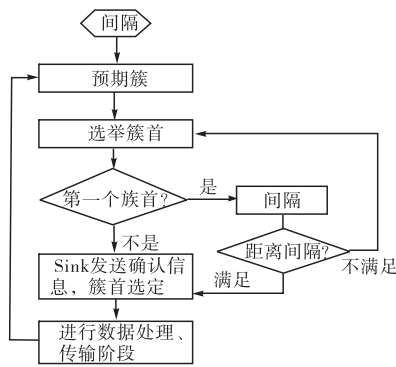 间隔
预期簇
选举簇首
第一个族首?
是
间隔
不是
距离间隔?
Sink发送确认信
息，簇首选定
满足
不满足
进行数据处理、
传输阶段